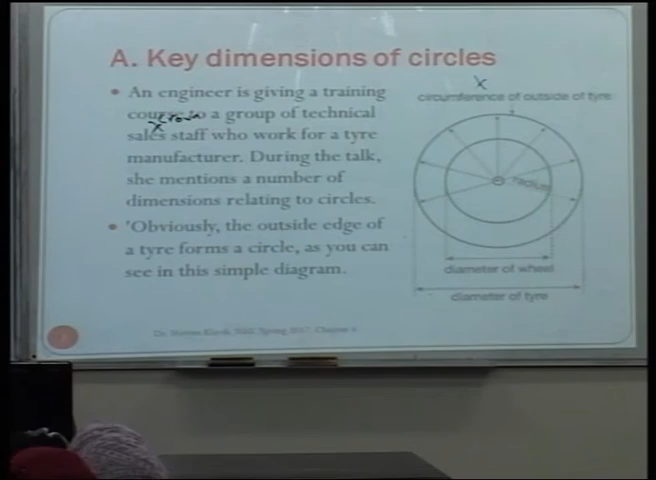 A. Key dimensions of circles
• An engineer is giving a training
course to a group of technical
sales staff who work for a tyre
manufacturer. During the talk,
she mentions a number of
dimensions relating to circles.
• 'Obviously, the outside edge of
a tyre forms a circle, as you can
see in this simple diagram.
x
circumference of outside of tyre
radius
diameter of wheel
diameter of tyre
Spring 2017, Chapter